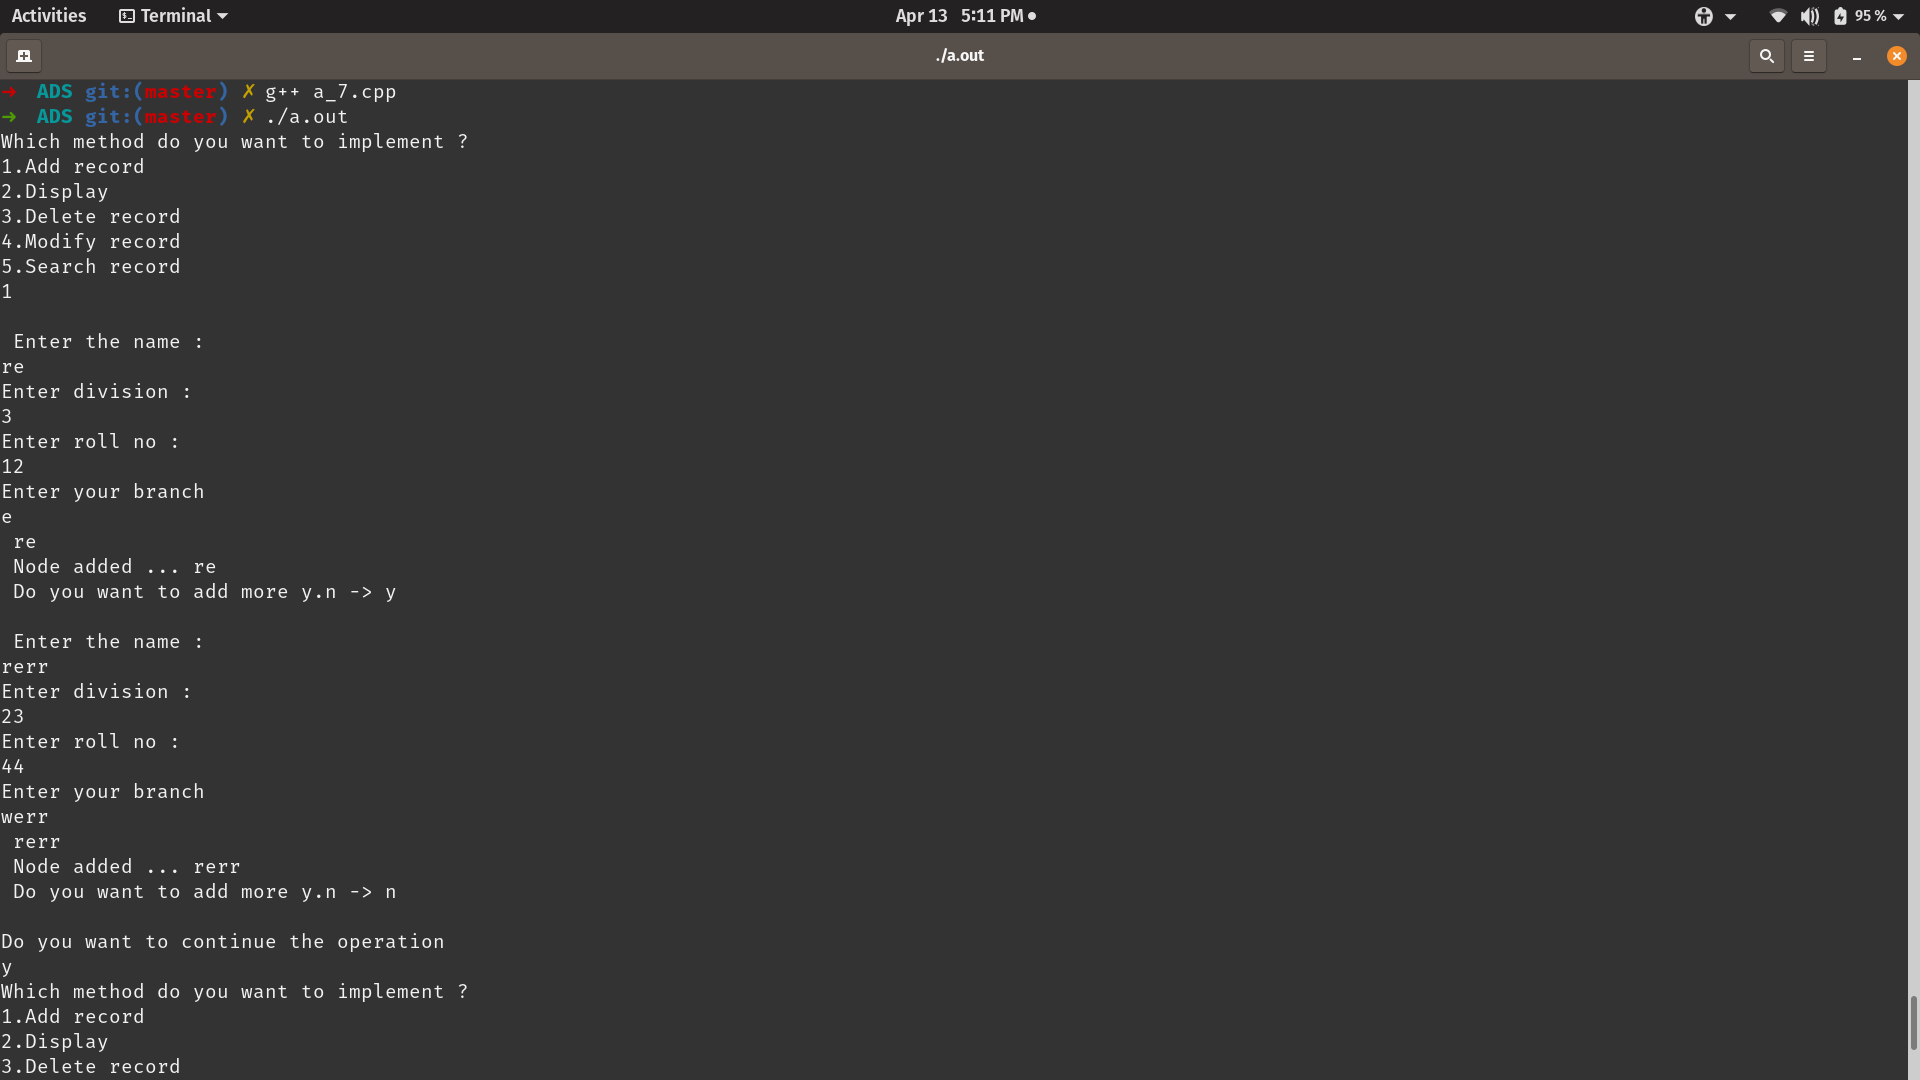 Activities Terminal Apr 13 5:11 PM 95 %
./a.out
→ ADS git:(master) ✗ g++ a_7.cpp
→ ADS git:(master) ✗ ./a.out
Which method do you want to implement ?
1.Add record
2.Display
3.Delete record
4.Modify record
5.Search record
1
Enter the name :
re
Enter division :
3
Enter roll no :
12
Enter your branch
e
re
Node added ... re
Do you want to add more y.n -> y
Enter the name :
rerr
Enter division :
23
Enter roll no :
44
Enter your branch
werr
rerr
Node added ... rerr
Do you want to add more y.n -> n
Do you want to continue the operation
y
Which method do you want to implement ?
1.Add record
2.Display
3.Delete record